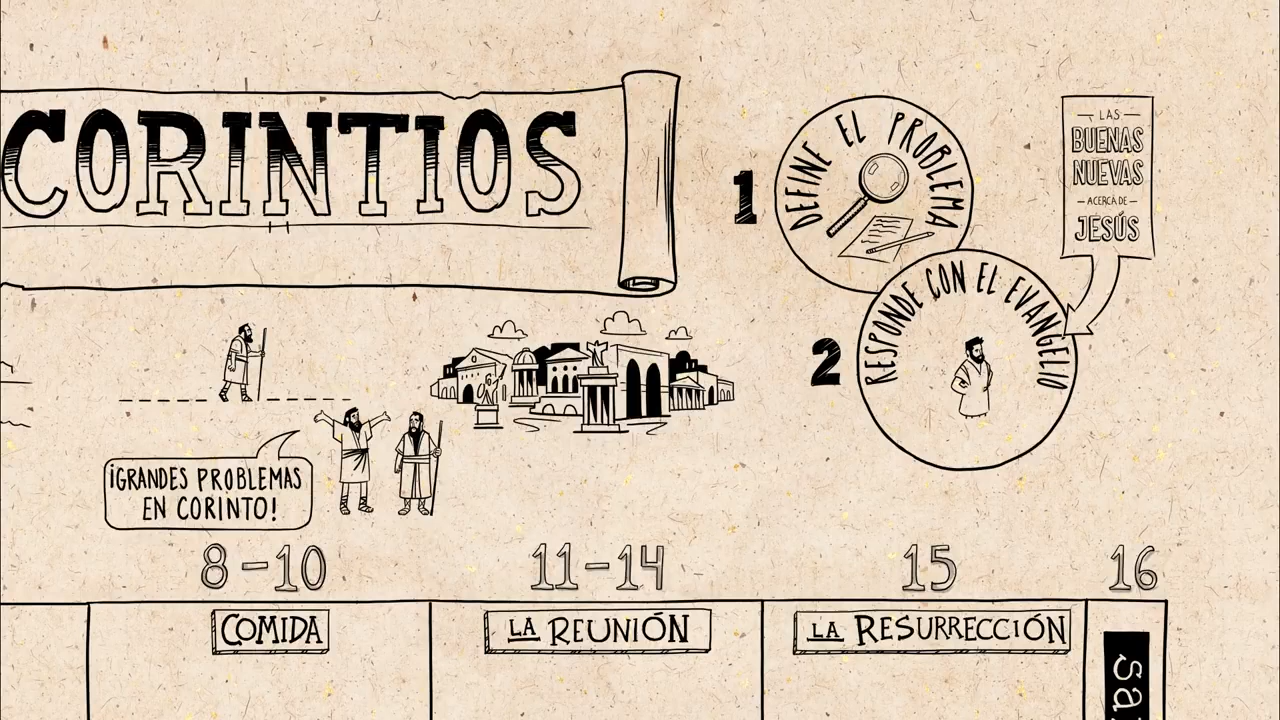 CORINTIOS
1
DEFINE EL PROBLEMA
LAS
BUENAS
NUEVAS
ACERCA DE
JESÚS
2
RESPONDE CON EL EVANGELIO
¡GRANDES PROBLEMAS
EN CORINTO!
8-10
11-14
15
16
COMIDA
LA REUNIÓN
LA RESURRECCIÓN